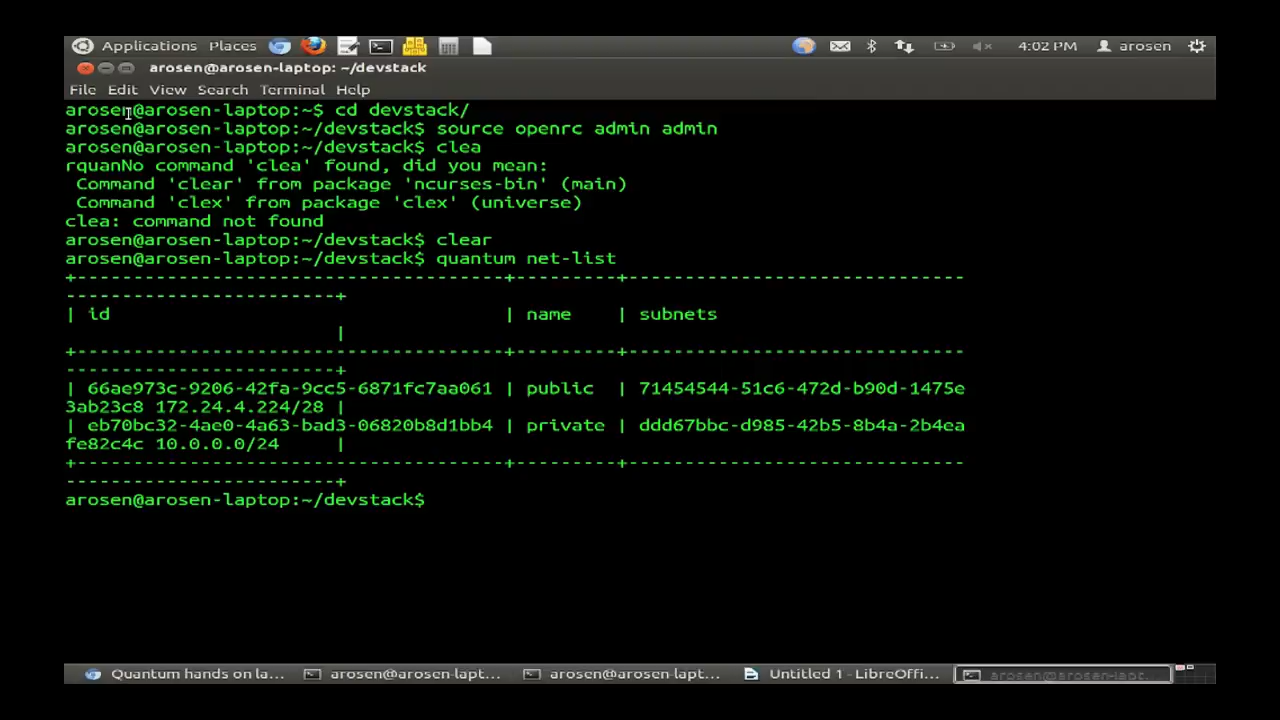 Applications Places 4:02 PM arosen
arosen@arosen-laptop: ~/devstack
File Edit View Search Terminal Help
arosen@arosen-laptop:~$ cd devstack/
arosen@arosen-laptop:~/devstack$ source openrc admin admin
arosen@arosen-laptop:~/devstack$ clea
rquanNo command 'clea' found, did you mean:
 Command 'clear' from package 'ncurses-bin' (main)
 Command 'clex' from package 'clex' (universe)
clea: command not found
arosen@arosen-laptop:~/devstack$ clear
arosen@arosen-laptop:~/devstack$ quantum net-list
+--------------------------------------+---------+------------------------------
------------------------+
| id                                   | name    | subnets
                        |
+--------------------------------------+---------+------------------------------
------------------------+
| 66ae973c-9206-42fa-9cc5-6871fc7aa061 | public  | 71454544-51c6-472d-b90d-1475e
3ab23c8 172.24.4.224/28 |
| eb70bc32-4ae0-4a63-bad3-06820b8d1bb4 | private | ddd67bbc-d985-42b5-8b4a-2b4ea
fe82c4c 10.0.0.0/24     |
+--------------------------------------+---------+------------------------------
------------------------+
arosen@arosen-laptop:~/devstack$
Quantum hands on la... arosen@arosen-lapt... arosen@arosen-lapt... Untitled 1 - LibreOffi... arosen@arosen-lapt...